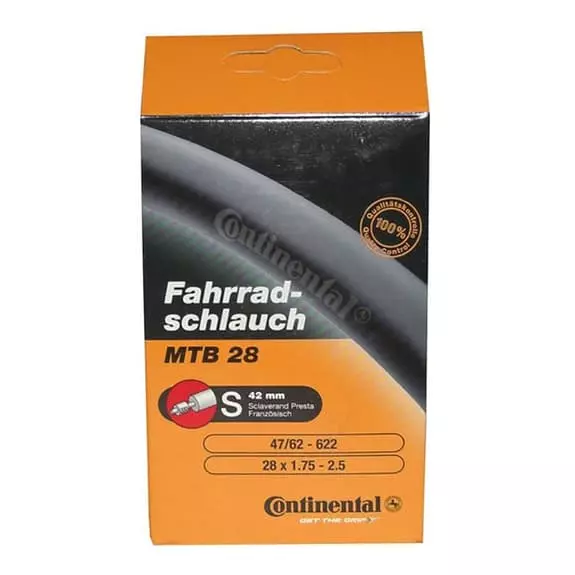 Continental
Qualitätskontrolle
100%
Quality Control
Fahrrad-
schlauch
MTB 28
S
42 mm
Sclaverand Presta
Französisch
47/62 - 622
28 x 1.75 - 2.5
Continental
GET THE GRIP